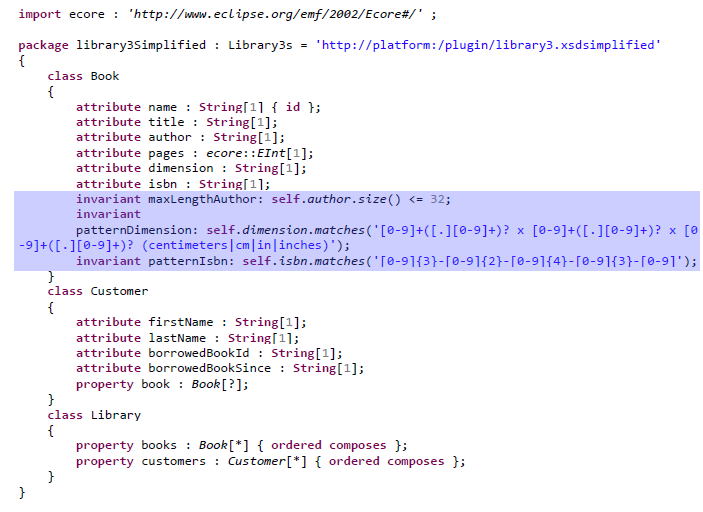 import ecore : 'http://www.eclipse.org/emf/2002/Ecore#/' ;
package library3Simplified : Library3s = 'http://platform:/plugin/library3.xsdsimplified'
{
class Book
{
attribute name : String[1] { id };
attribute title : String[1];
attribute author : String[1];
attribute pages : ecore::EInt[1];
attribute dimension : String[1];
attribute isbn : String[1];
invariant maxLengthAuthor: self.author.size() <= 32;
invariant
patternDimension: self.dimension.matches('[0-9]+([.][0-9]+)? x [0-9]+([.][0-9]+)? x [0
-9]+([.][0-9]+)? (centimeters|cm|in|inches)');
invariant patternIsbn: self.isbn.matches('[0-9]{3}-[0-9]{2}-[0-9]{4}-[0-9]{3}-[0-9]');
}
class Customer
{
attribute firstName : String[1];
attribute lastName : String[1];
attribute borrowedBookId : String[1];
attribute borrowedBookSince : String[1];
property book : Book[?];
}
class Library
{
property books : Book[*] { ordered composes };
property customers : Customer[*] { ordered composes };
}
}